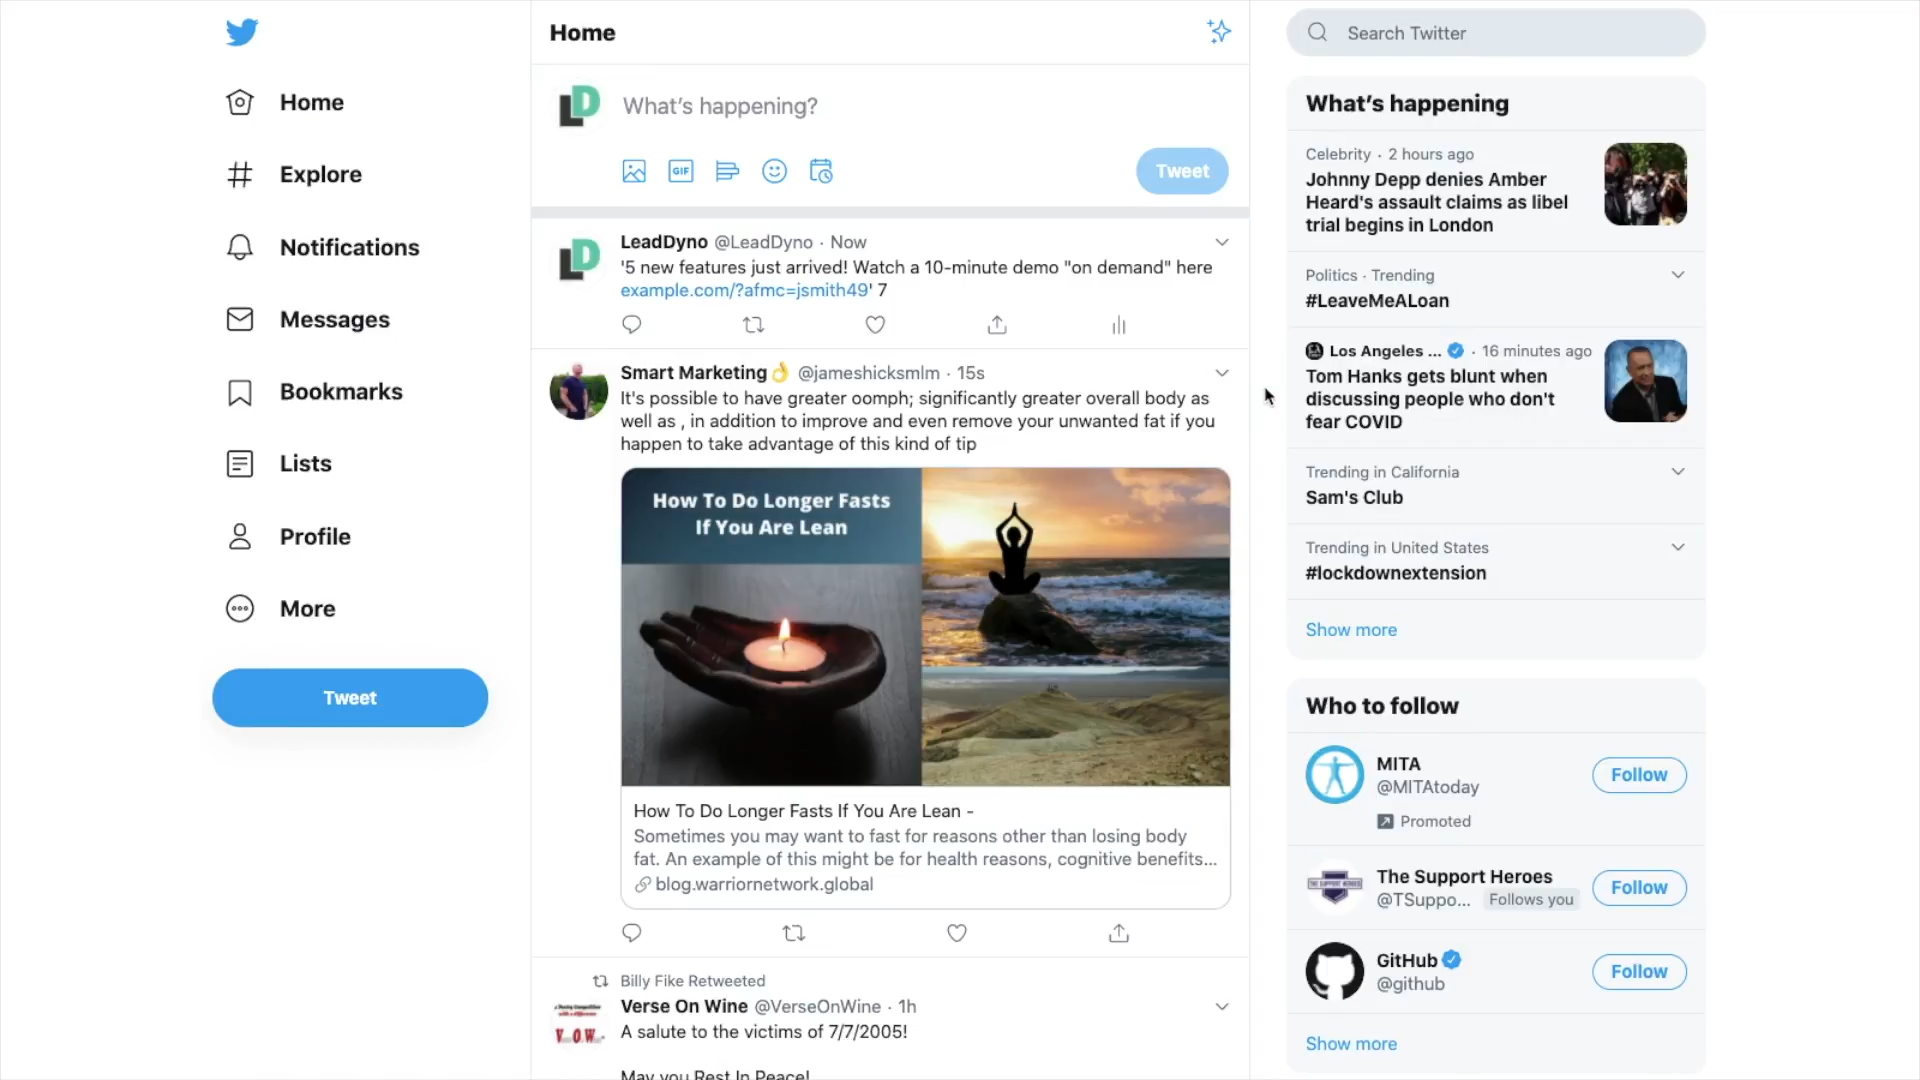 Home
Explore
Notifications
Messages
Bookmarks
Lists
Profile
More
Tweet
Home
LD
What's happening?
GIF
Tweet
LD
LeadDyno @LeadDyno · Now
'5 new features just arrived! Watch a 10-minute demo "on demand" here
example.com/?afmc=jsmith49' 7
Smart Marketing👌 @jameshicksmlm · 15s
It's possible to have greater oomph; significantly greater overall body as
well as , in addition to improve and even remove your unwanted fat if you
happen to take advantage of this kind of tip
How To Do Longer Fasts
If You Are Lean
How To Do Longer Fasts If You Are Lean -
Sometimes you may want to fast for reasons other than losing body
fat. An example of this might be for health reasons, cognitive benefits...
blog.warriornetwork.global
Billy Fike Retweeted
Verse On Wine @VerseOnWine · 1h
V...O.W...
A salute to the victims of 7/7/2005!
May you Rest In Peace!
Search Twitter
What's happening
Celebrity · 2 hours ago
Johnny Depp denies Amber
Heard's assault claims as libel
trial begins in London
Politics · Trending
#LeaveMeALoan
Los Angeles ... · 16 minutes ago
Tom Hanks gets blunt when
discussing people who don't
fear COVID
Trending in California
Sam's Club
Trending in United States
#lockdownextension
Show more
Who to follow
MITA
@MITAtoday
Follow
Promoted
THE SUPPORT HEROES
The Support Heroes
@TSuppo... Follows you
Follow
GitHub
@github
Follow
Show more